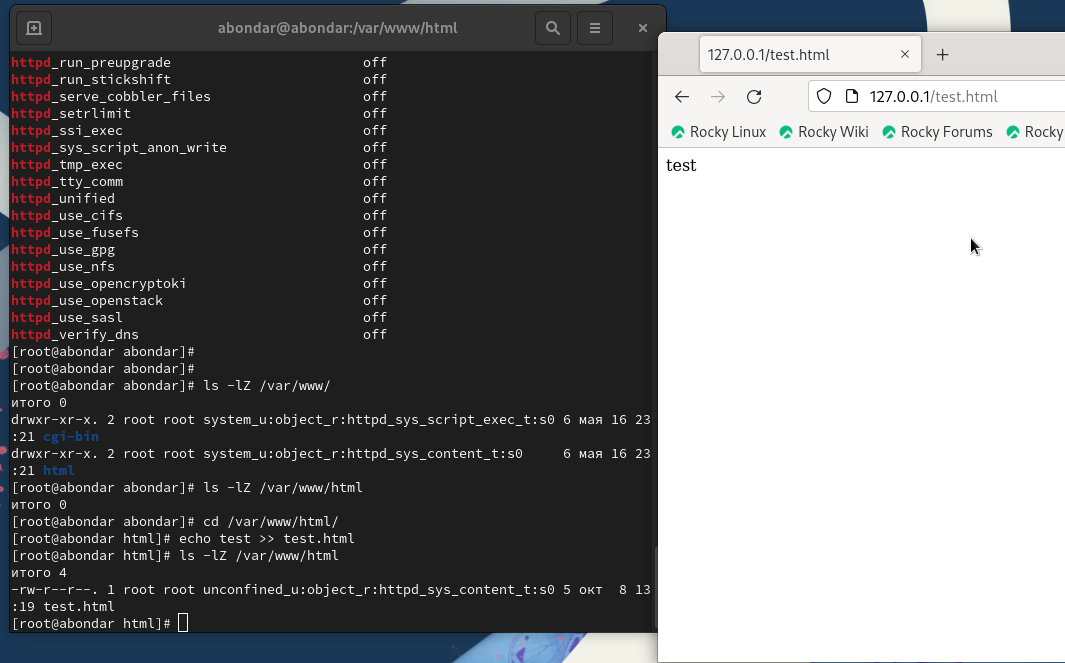 abondar@abondar:/var/www/html
httpd_run_preupgrade off
httpd_run_stickshift off
httpd_serve_cobbler_files off
httpd_setrlimit off
httpd_ssi_exec off
httpd_sys_script_anon_write off
httpd_tmp_exec off
httpd_tty_comm off
httpd_unified off
httpd_use_cifs off
httpd_use_fusefs off
httpd_use_gpg off
httpd_use_nfs off
httpd_use_opencryptoki off
httpd_use_openstack off
httpd_use_sasl off
httpd_verify_dns off
[root@abondar abondar]#
[root@abondar abondar]#
[root@abondar abondar]# ls -lZ /var/www/
итого 0
drwxr-xr-x. 2 root root system_u:object_r:httpd_sys_script_exec_t:s0 6 мая 16 23
:21 cgi-bin
drwxr-xr-x. 2 root root system_u:object_r:httpd_sys_content_t:s0     6 мая 16 23
:21 html
[root@abondar abondar]# ls -lZ /var/www/html
итого 0
[root@abondar abondar]# cd /var/www/html/
[root@abondar html]# echo test >> test.html
[root@abondar html]# ls -lZ /var/www/html
итого 4
-rw-r--r--. 1 root root unconfined_u:object_r:httpd_sys_content_t:s0 5 окт  8 13
:19 test.html
[root@abondar html]#
127.0.0.1/test.html
127.0.0.1/test.html
Rocky Linux Rocky Wiki Rocky Forums Rocky
test